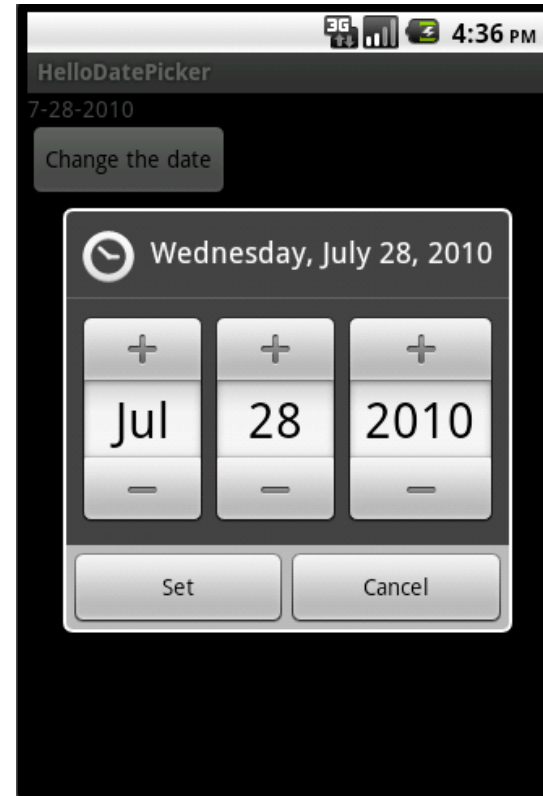 3G 4:36 PM
HelloDatePicker
7-28-2010
Change the date
Wednesday, July 28, 2010
+ + +
Jul 28 2010
- - -
Set Cancel